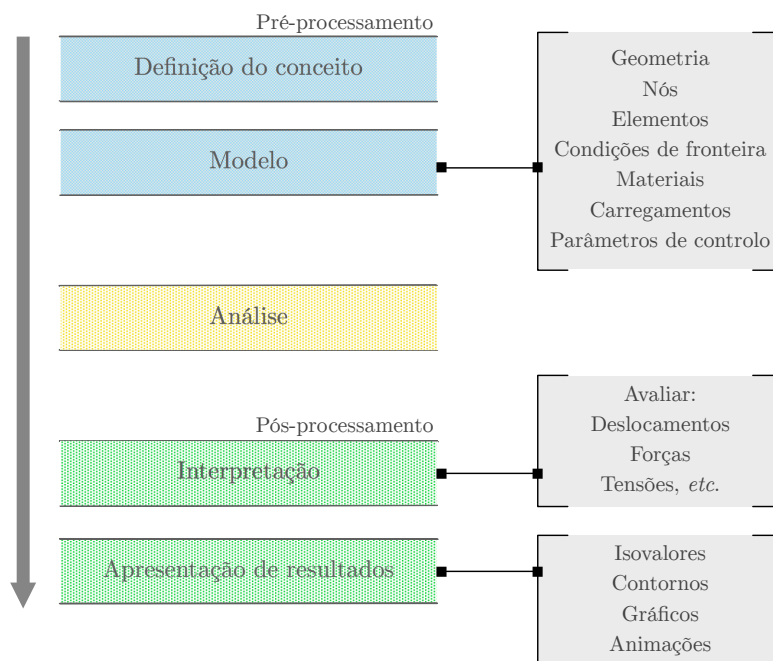 Pré-processamento
Definição do conceito
Modelo
Geometria
Nós
Elementos
Condições de fronteira
Materiais
Carregamentos
Parâmetros de controlo
Análise
Pós-processamento
Interpretação
Avaliar:
Deslocamentos
Forças
Tensões, etc.
Apresentação de resultados
Isovalores
Contornos
Gráficos
Animações